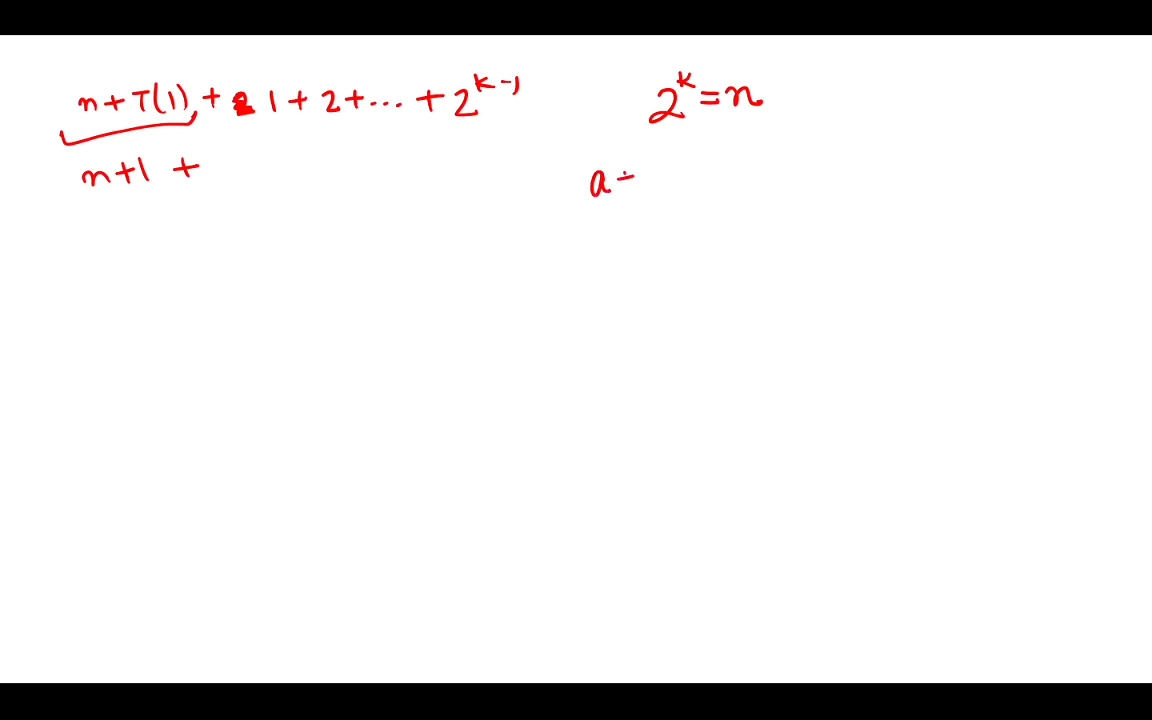 n + T(1) + 1 + 2 + ... + 2^{k-1}
2^k = n
n + 1 +
a ÷